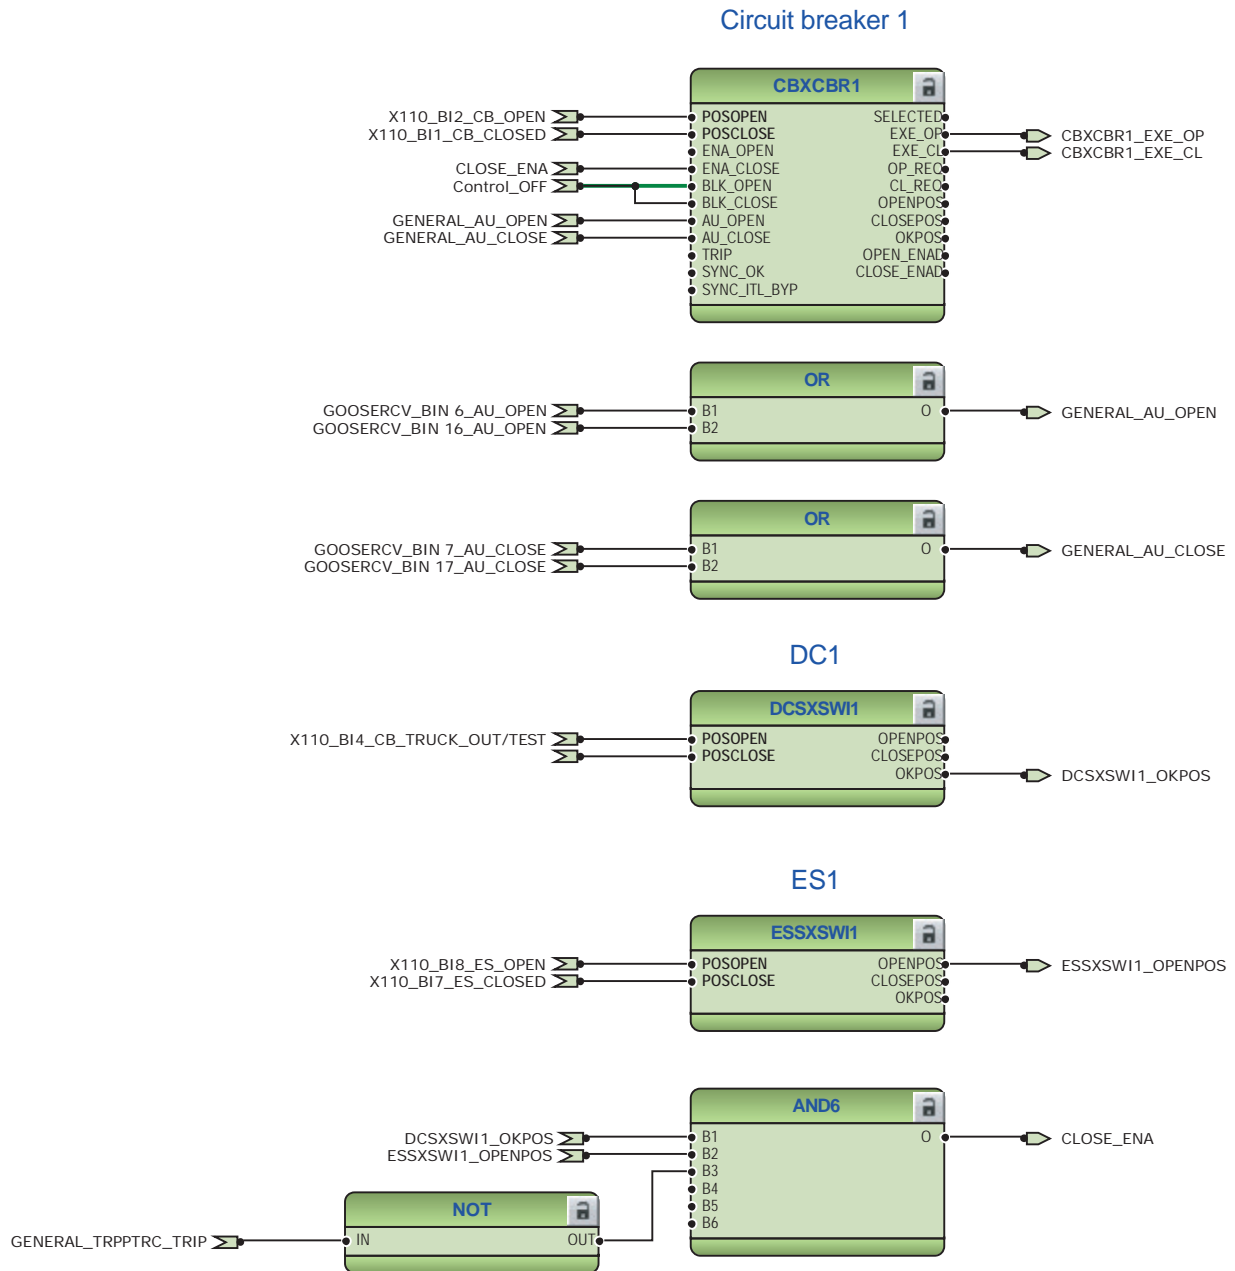 Circuit breaker 1
CBXCBR1
X110_BI2_CB_OPEN POSOPEN SELECTED
X110_BI1_CB_CLOSED POSCLOSE EXE_OP CBXCBR1_EXE_OP
ENA_OPEN EXE_CL CBXCBR1_EXE_CL
CLOSE_ENA ENA_CLOSE OP_REQ
Control_OFF BLK_OPEN CL_REQ
BLK_CLOSE OPENPOS
GENERAL_AU_OPEN AU_OPEN CLOSEPOS
GENERAL_AU_CLOSE AU_CLOSE OKPOS
TRIP OPEN_ENAD
SYNC_OK CLOSE_ENAD
SYNC_ITL_BYP
OR
GOOSERCV_BIN 6_AU_OPEN B1 O GENERAL_AU_OPEN
GOOSERCV_BIN 16_AU_OPEN B2
OR
GOOSERCV_BIN 7_AU_CLOSE B1 O GENERAL_AU_CLOSE
GOOSERCV_BIN 17_AU_CLOSE B2
DC1
DCSXSWI1
X110_BI4_CB_TRUCK_OUT/TEST POSOPEN OPENPOS
POSCLOSE CLOSEPOS
OKPOS DCSXSWI1_OKPOS
ES1
ESSXSWI1
X110_BI8_ES_OPEN POSOPEN OPENPOS ESSXSWI1_OPENPOS
X110_BI7_ES_CLOSED POSCLOSE CLOSEPOS
OKPOS
AND6
DCSXSWI1_OKPOS B1 O CLOSE_ENA
ESSXSWI1_OPENPOS B2
B3
B4
B5
B6
NOT
GENERAL_TRPPTRC_TRIP IN OUT